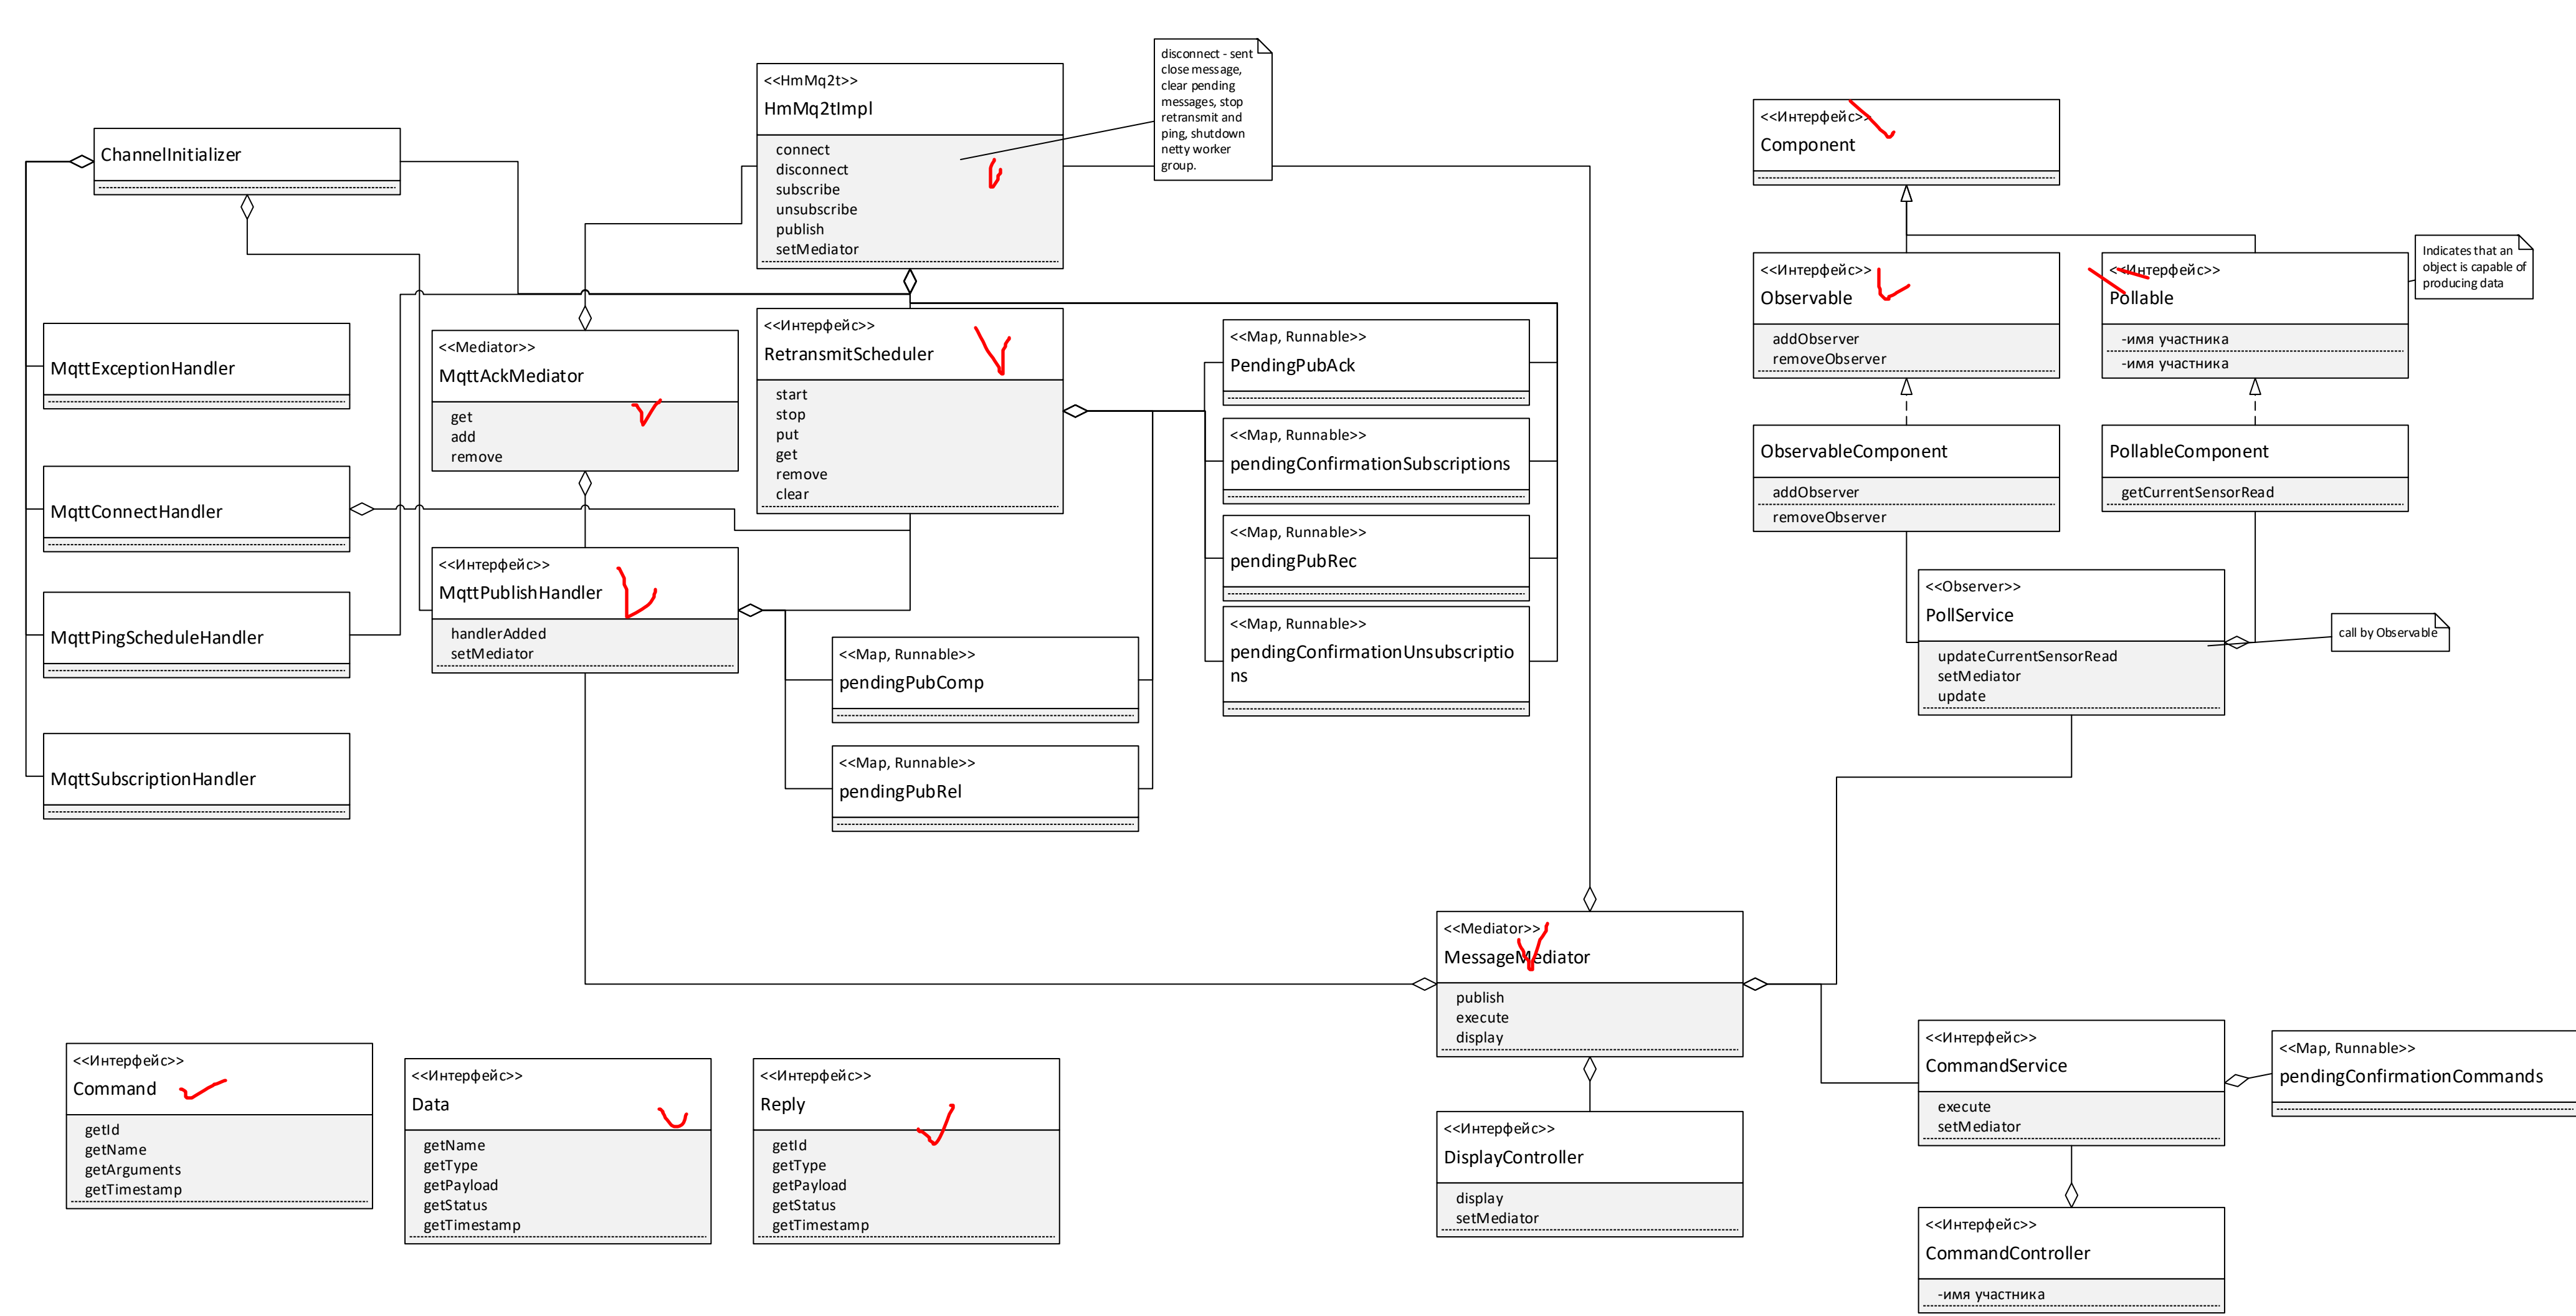 disconnect - sent
close message,
clear pending
messages, stop
retransmit and
ping, shutdown
netty worker
group.
<<HmMq2t>>
HmMq2tImpl
connect
disconnect
subscribe
unsubscribe
publish
setMediator
ChannelInitializer
<<Интерфейс>>
Component
<<Интерфейс>>
Observable
addObserver
removeObserver
<<Интерфейс>>
Pollable
-имя участника
-имя участника
Indicates that an
object is capable of
producing data
MqttExceptionHandler
<<Mediator>>
MqttAckMediator
get
add
remove
<<Интерфейс>>
RetransmitScheduler
start
stop
put
get
remove
clear
<<Map, Runnable>>
PendingPubAck
<<Map, Runnable>>
pendingConfirmationSubscriptions
<<Map, Runnable>>
pendingPubRec
<<Map, Runnable>>
pendingConfirmationUnsubscriptio
ns
ObservableComponent
addObserver
removeObserver
PollableComponent
getCurrentSensorRead
MqttConnectHandler
<<Интерфейс>>
MqttPublishHandler
handlerAdded
setMediator
MqttPingScheduleHandler
<<Map, Runnable>>
pendingPubComp
<<Map, Runnable>>
pendingPubRel
MqttSubscriptionHandler
<<Observer>>
PollService
updateCurrentSensorRead
setMediator
update
call by Observable
<<Mediator>>
MessageMediator
publish
execute
display
<<Интерфейс>>
Command
getId
getName
getArguments
getTimestamp
<<Интерфейс>>
Data
getName
getType
getPayload
getStatus
getTimestamp
<<Интерфейс>>
Reply
getId
getType
getPayload
getStatus
getTimestamp
<<Интерфейс>>
DisplayController
display
setMediator
<<Интерфейс>>
CommandService
execute
setMediator
<<Map, Runnable>>
pendingConfirmationCommands
<<Интерфейс>>
CommandController
-имя участника